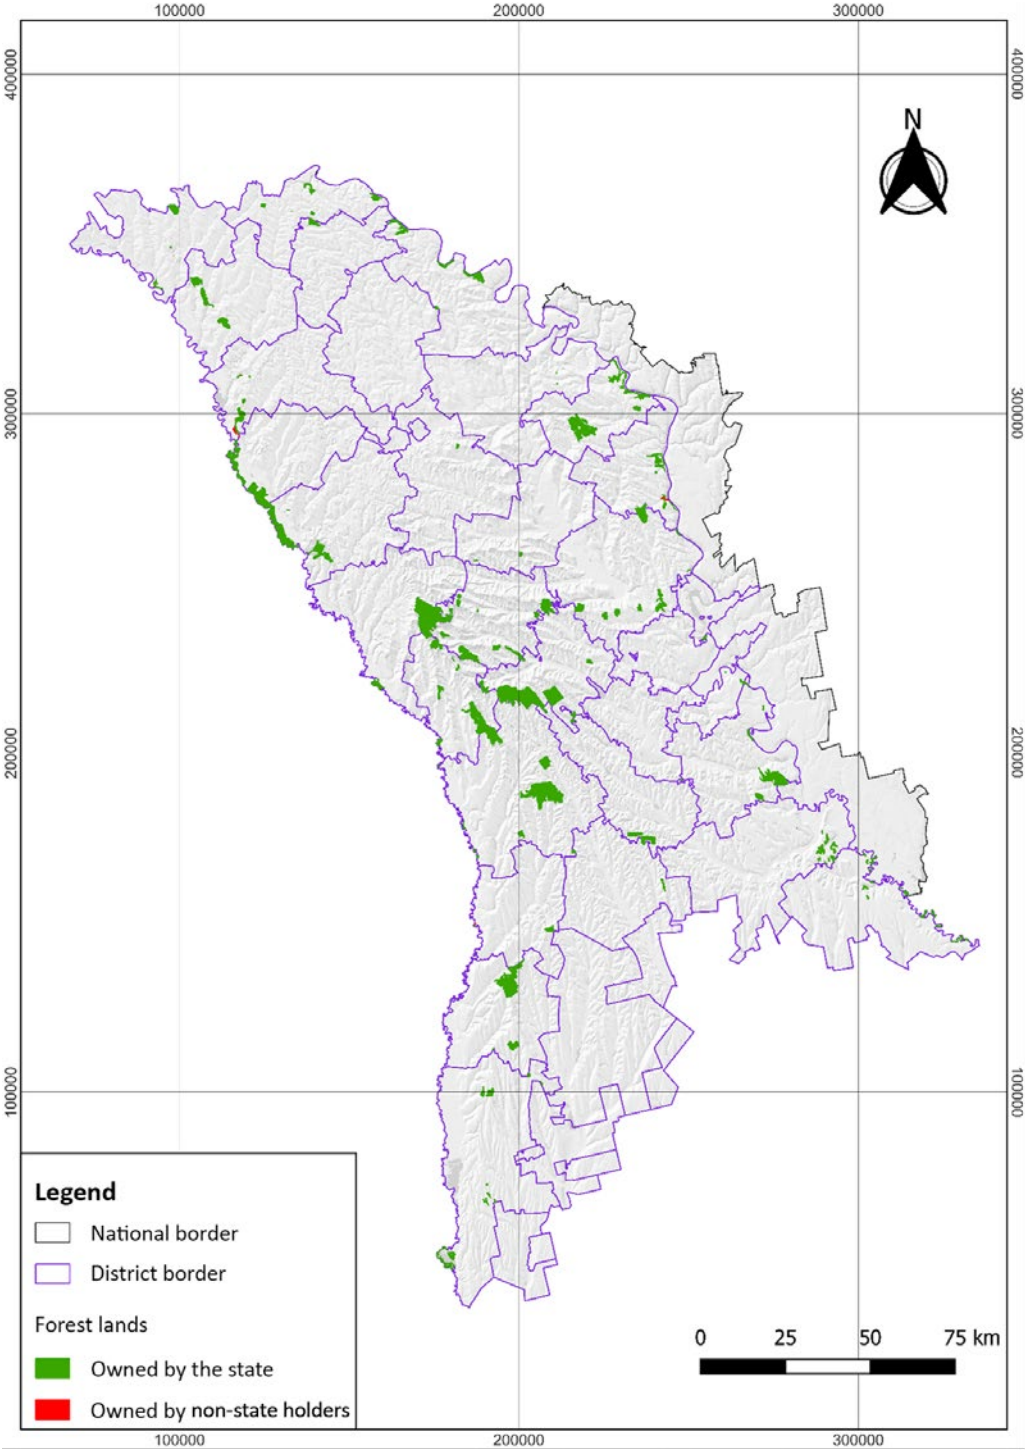 100000 200000 300000
400000 400000
N
300000 300000
200000 200000
100000 100000
Legend
National border
District border
Forest lands
Owned by the state
Owned by non-state holders
0 25 50 75 km
100000 200000 300000